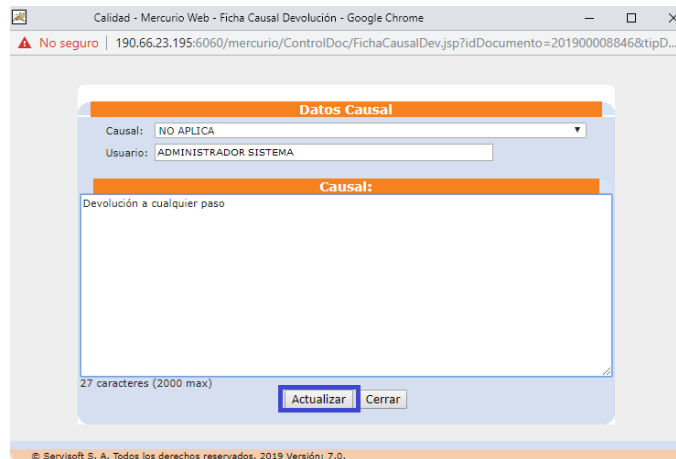 Calidad - Mercurio Web - Ficha Causal Devolución - Google Chrome
No seguro | 190.66.23.195:6060/mercurio/ControlDoc/FichaCausalDev.jsp?idDocumento=201900008846&tipD...
Datos Causal
Causal: NO APLICA
Usuario: ADMINISTRADOR SISTEMA
Causal:
Devolución a cualquier paso
27 caracteres (2000 max)
Actualizar Cerrar
© Servisoft S. A. Todos los derechos reservados. 2019 Versión: 7.0.